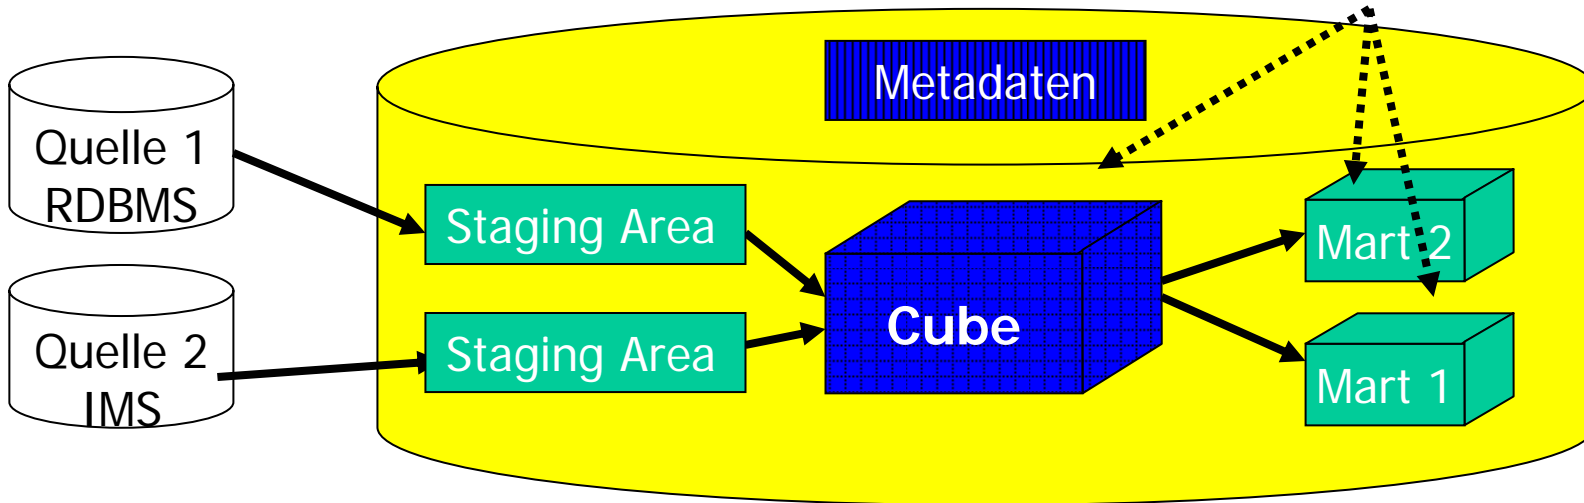 Metadaten
Quelle 1
RDBMS
Staging Area
Mart 2
Cube
Quelle 2
IMS
Staging Area
Mart 1